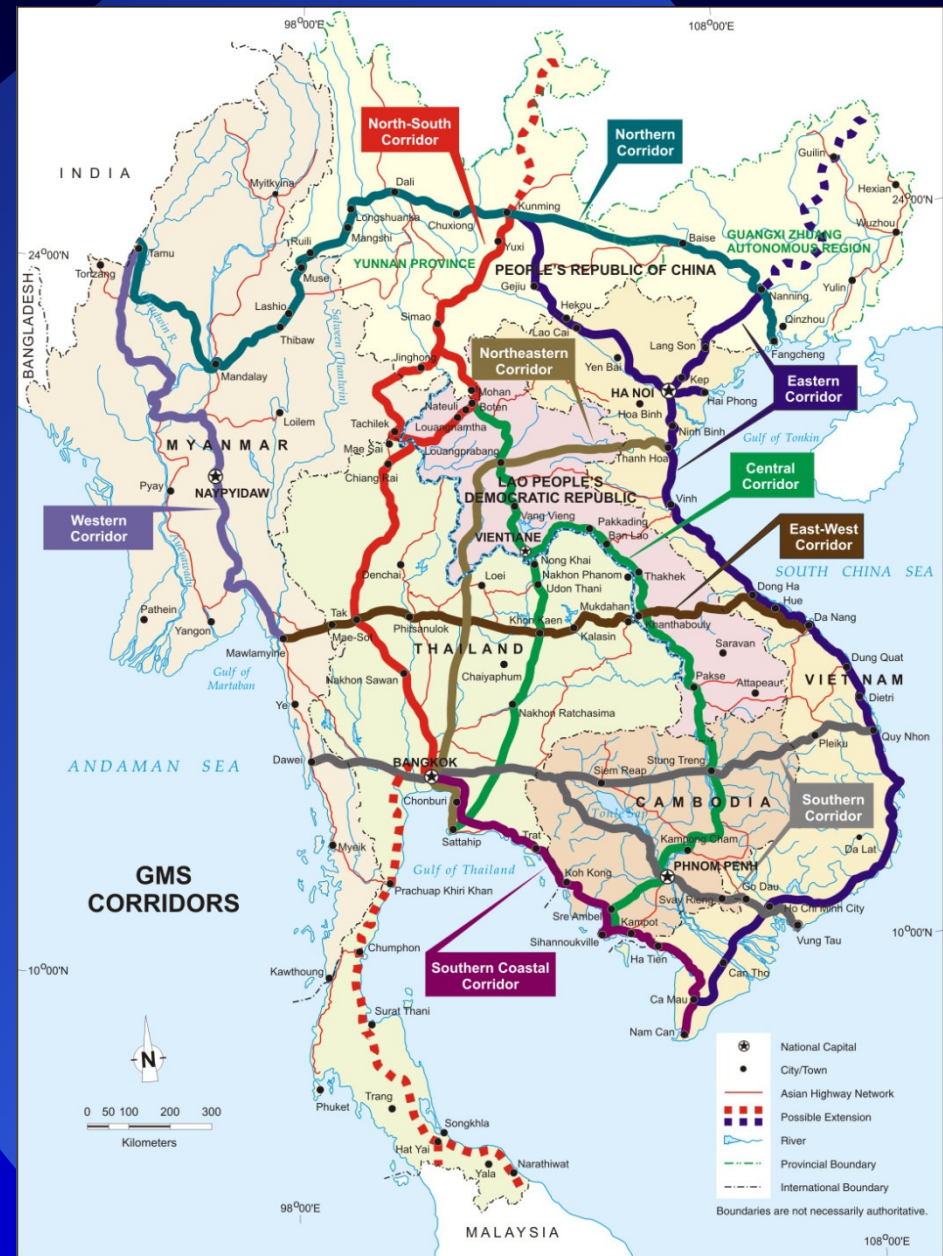 98°00'E
108°00'E
North-South
Corridor
Northern
Corridor
INDIA
Guilin
Hexian
24°00'N
Wuzhou
Myitkyina
Dali
Longshuanka
Chuxiong
Kunming
Mangshi
Yuxi
Baise
GUANGXI ZHUANG
AUTONOMOUS REGION
24°00'N
Tamu
Ruili
Muse
YUNNAN PROVINCE
PEOPLE'S REPUBLIC OF CHINA
Gejiu
Nanning
Yulin
BANGLADESH
Lashio
Thibaw
Salween (Thanlwin)
Simao
Hekou
Lao Cai
Qinzhou
Fangcheng
Lang Son
Mandalay
Jinghong
Northeastern
Corridor
Yen Bai
Kep
HA NOI
Hai Phong
Eastern
Corridor
Mohan
Boten
Nateuli
Louangnamtha
Hoa Binh
Ninh Binh
Loilem
Tachilek
Mae Sai
Louangprabang
Gulf of Tonkin
MYANMAR
Thanh Hoa
Chiang Rai
LAO PEOPLE'S
DEMOCRATIC REPUBLIC
Central
Corridor
Pyay
NAYPYIDAW
Vinh
Western
Corridor
Vang Vieng
Pakkading
Ban Lao
VIENTIANE
East-West
Corridor
Nong Khai
Nakhon Phanom
Thakhek
SOUTH CHINA SEA
Denchai
Loei
Udon Thani
Dong Ha
Hue
Pathein
Yangon
Tak
Mae-Sot
Phitsanulok
Khon Kaen
Mukdahan
Kalasin
Khanthabouly
Da Nang
Mawlamyine
THAILAND
Saravan
Gulf of
Martaban
Chaiyaphum
Dung Quat
VIETNAM
Nakhon Sawan
Pakse
Attapeau
Dietri
Ye
Nakhon Ratchasima
Quy Nhon
Pleiku
ANDAMAN SEA
Dawei
BANGKOK
Stung Treng
Siem Reap
Chonburi
CAMBODIA
Southern
Corridor
Tonle Sap
Sattahip
Trat
Kampong Cham
Da Lat
Myeik
Gulf of Thailand
PHNOM PENH
GMS
CORRIDORS
Prachuap Khiri Khan
Koh Kong
Svay Rieng
Go Dau
Ho Chi Minh City
Sre Ambel
Kampot
Sihannoukville
Vung Tau
10°00'N
Chumphon
Southern Coastal
Corridor
Ha Tien
Can Tho
10°00'N
Kawthoung
Ca Mau
Surat Thani
Nam Can
N
National Capital
City/Town
Asian Highway Network
Possible Extension
River
Provincial Boundary
International Boundary
Boundaries are not necessarily authoritative.
Phuket
Trang
0 50 100 200 300
Kilometers
Songkhla
Hat Yai
Yala
Narathiwat
98°00'E
MALAYSIA
108°00'E